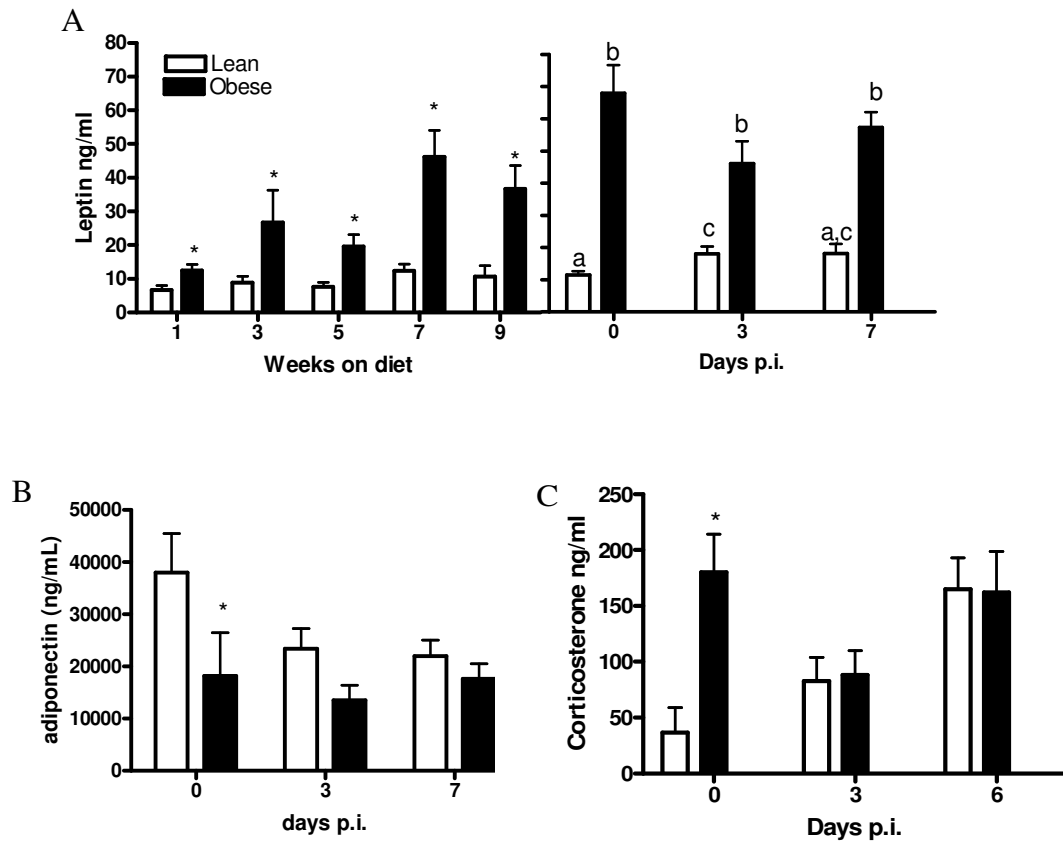 A
Leptin ng/ml
80
70
60
50
40
30
20
10
0
Lean
Obese
* * * * *
1 3 5 7 9
Weeks on diet
a b c b a,c b
0 3 7
Days p.i.
B
adiponectin (ng/mL)
50000
40000
30000
20000
10000
0
*
0 3 7
days p.i.
C
Corticosterone ng/ml
250
200
150
100
50
0
*
0 3 6
Days p.i.